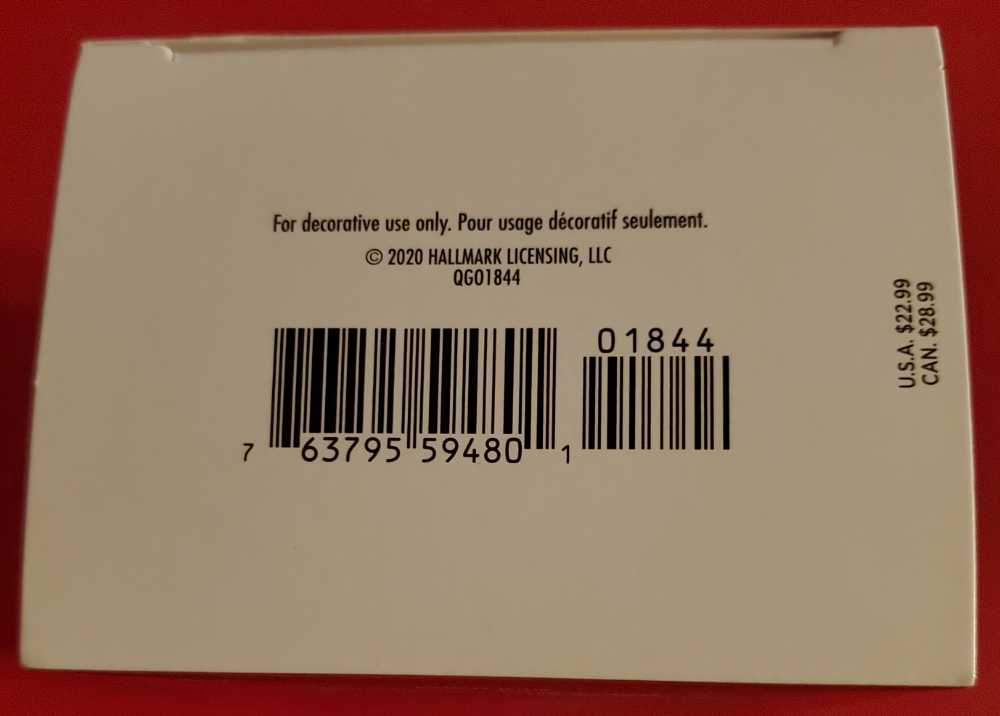 For decorative use only. Pour usage décoratif seulement.
© 2020 HALLMARK LICENSING, LLC
QGO1844
01844
7 63795 59480 1
U.S.A. $22.99
CAN. $28.99